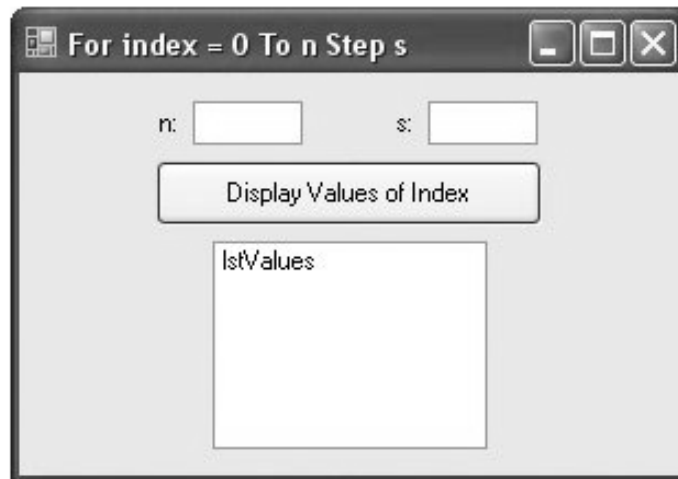 For index = 0 To n Step s
n: s:
Display Values of Index
lstValues